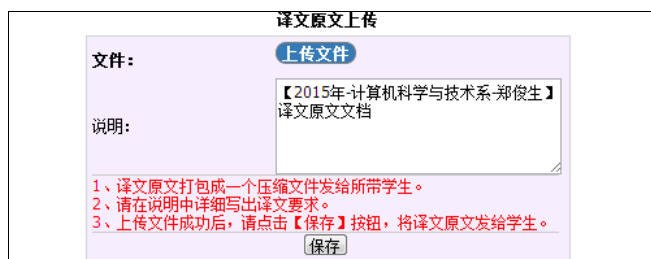 译文原文上传
文件：
上传文件
说明：
【2015年-计算机科学与技术系-郑俊生】
译文原文文档
1、译文原文打包成一个压缩文件发给所带学生。
2、请在说明中详细写出译文要求。
3、上传文件成功后，请点击【保存】按钮，将译文原文发给学生。
保存